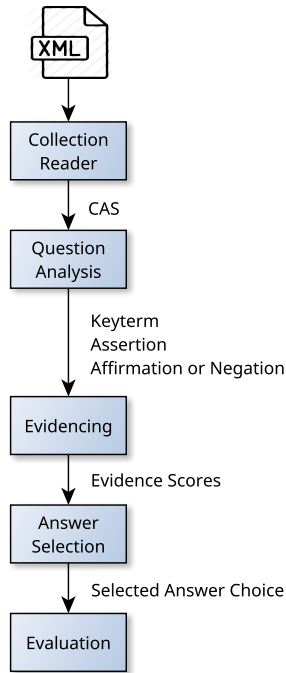 XML
Collection
Reader
CAS
Question
Analysis
Keyterm
Assertion
Affirmation or Negation
Evidencing
Evidence Scores
Answer
Selection
Selected Answer Choice
Evaluation